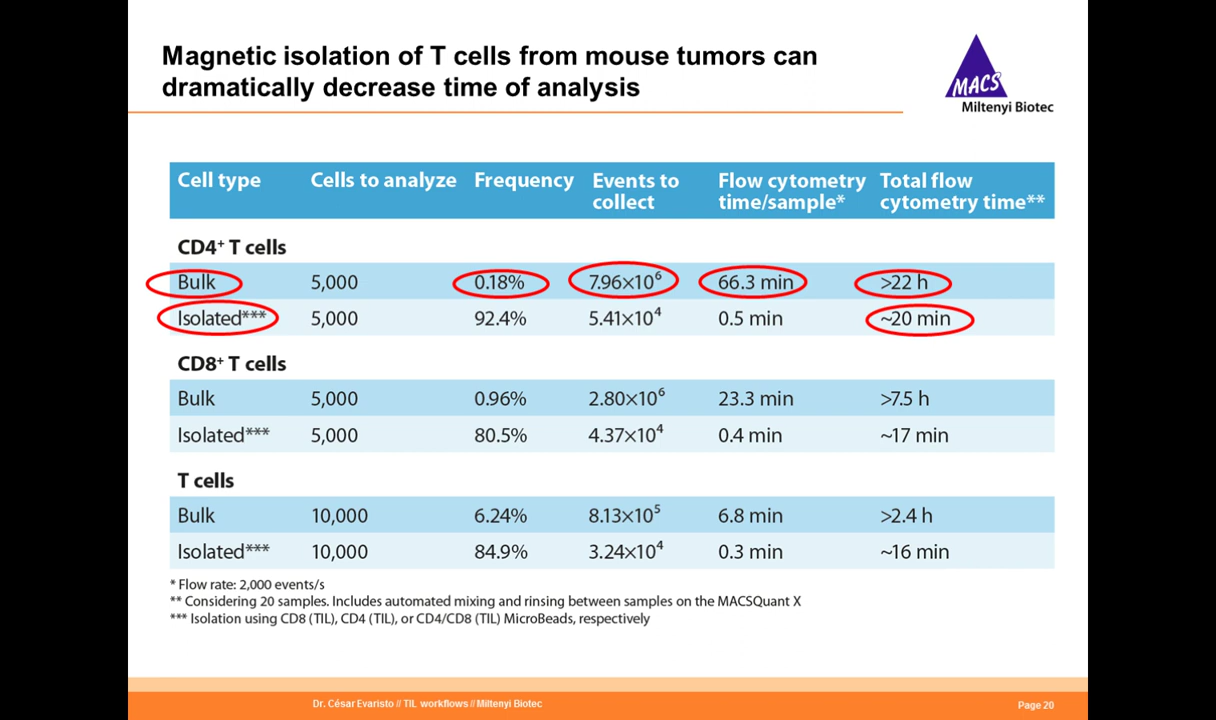 Magnetic isolation of T cells from mouse tumors can
dramatically decrease time of analysis
MACS
Miltenyi Biotec
Cell type Cells to analyze Frequency Events to collect Flow cytometry time/sample* Total flow cytometry time**
CD4⁺ T cells
Bulk 5,000 0.18% 7.96×10⁶ 66.3 min >22 h
Isolated*** 5,000 92.4% 5.41×10⁴ 0.5 min ~20 min
CD8⁺ T cells
Bulk 5,000 0.96% 2.80×10⁶ 23.3 min >7.5 h
Isolated*** 5,000 80.5% 4.37×10⁴ 0.4 min ~17 min
T cells
Bulk 10,000 6.24% 8.13×10⁵ 6.8 min >2.4 h
Isolated*** 10,000 84.9% 3.24×10⁴ 0.3 min ~16 min
* Flow rate: 2,000 events/s
** Considering 20 samples. Includes automated mixing and rinsing between samples on the MACSQuant X
*** Isolation using CD8 (TIL), CD4 (TIL), or CD4/CD8 (TIL) MicroBeads, respectively
Dr. César Evaristo // TIL workflows // Miltenyi Biotec
Page 20